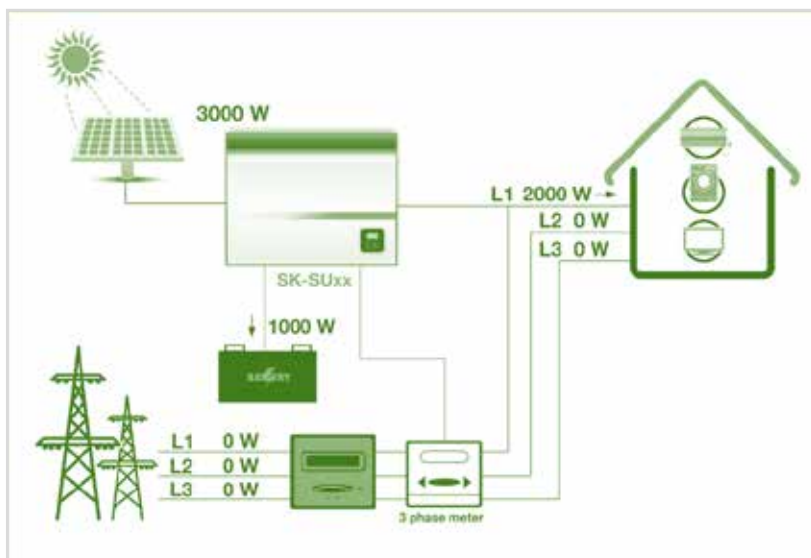 3000 W
L1 2000 W
L2 0 W
L3 0 W
SK-SUxx
1000 W
L1 0 W
L2 0 W
L3 0 W
3 phase meter